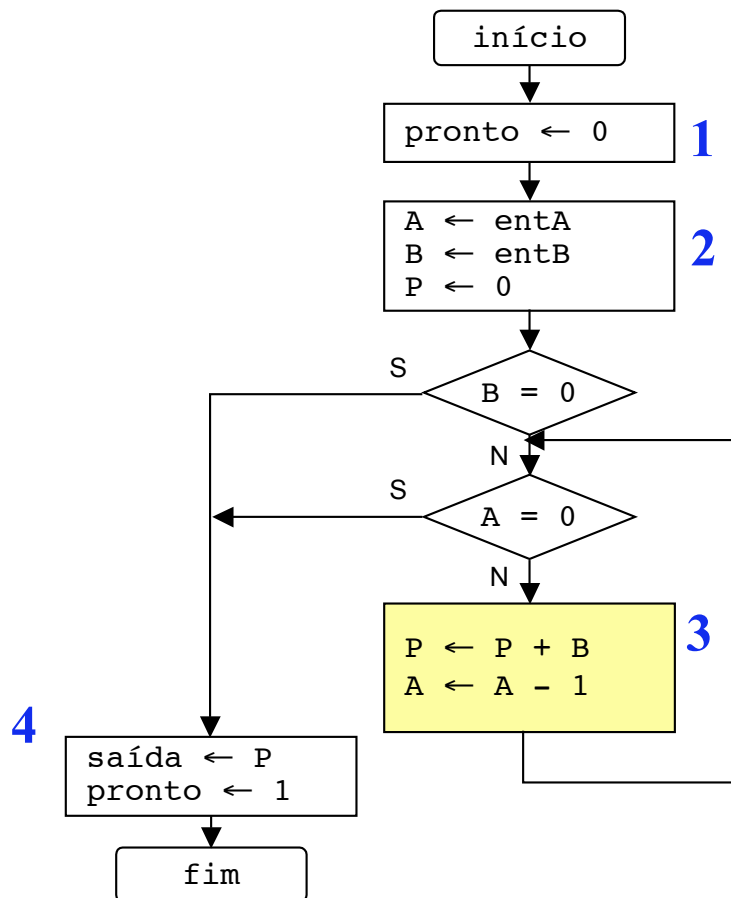 início
pronto ← 0
1
A ← entA
B ← entB
P ← 0
2
S
B = 0
N
S
A = 0
N
3
P ← P + B
A ← A - 1
4
saída ← P
pronto ← 1
fim